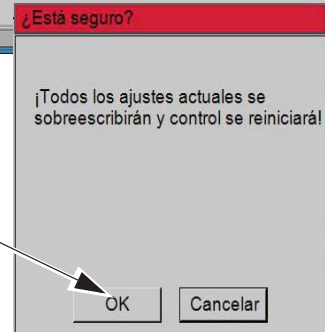 ¿Está seguro?
¡Todos los ajustes actuales se
sobreescribirán y control se reiniciará!
OK
Cancelar